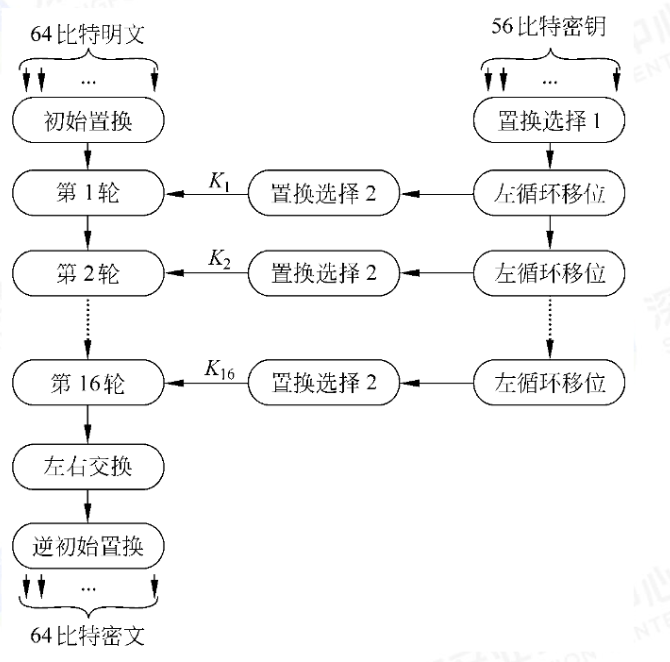 64比特明文
56比特密钥
...
...
初始置换
置换选择1
第1轮
K1
置换选择2
左循环移位
第2轮
K2
置换选择2
左循环移位
第16轮
K16
置换选择2
左循环移位
左右交换
逆初始置换
...
64比特密文